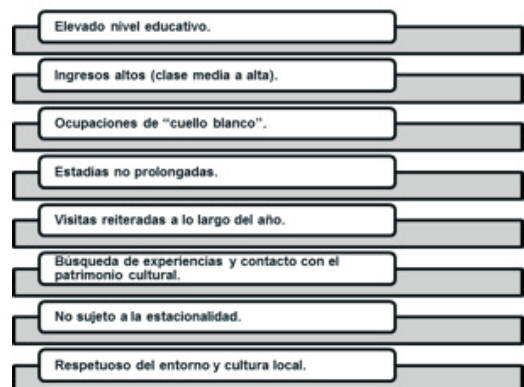 Elevado nivel educativo.
Ingresos altos (clase media a alta).
Ocupaciones de “cuello blanco”.
Estadías no prolongadas.
Visitas reiteradas a lo largo del año.
Búsqueda de experiencias y contacto con el
patrimonio cultural.
No sujeto a la estacionalidad.
Respetuoso del entorno y cultura local.